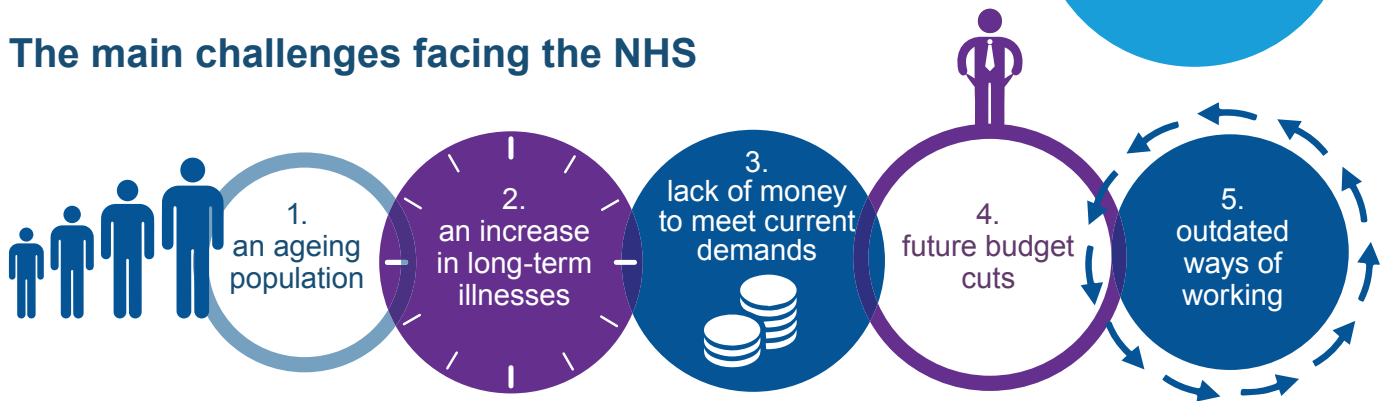 The main challenges facing the NHS
1.
an ageing
population
2.
an increase
in long-term
illnesses
3.
lack of money
to meet current
demands
4.
future budget
cuts
5.
outdated
ways of
working